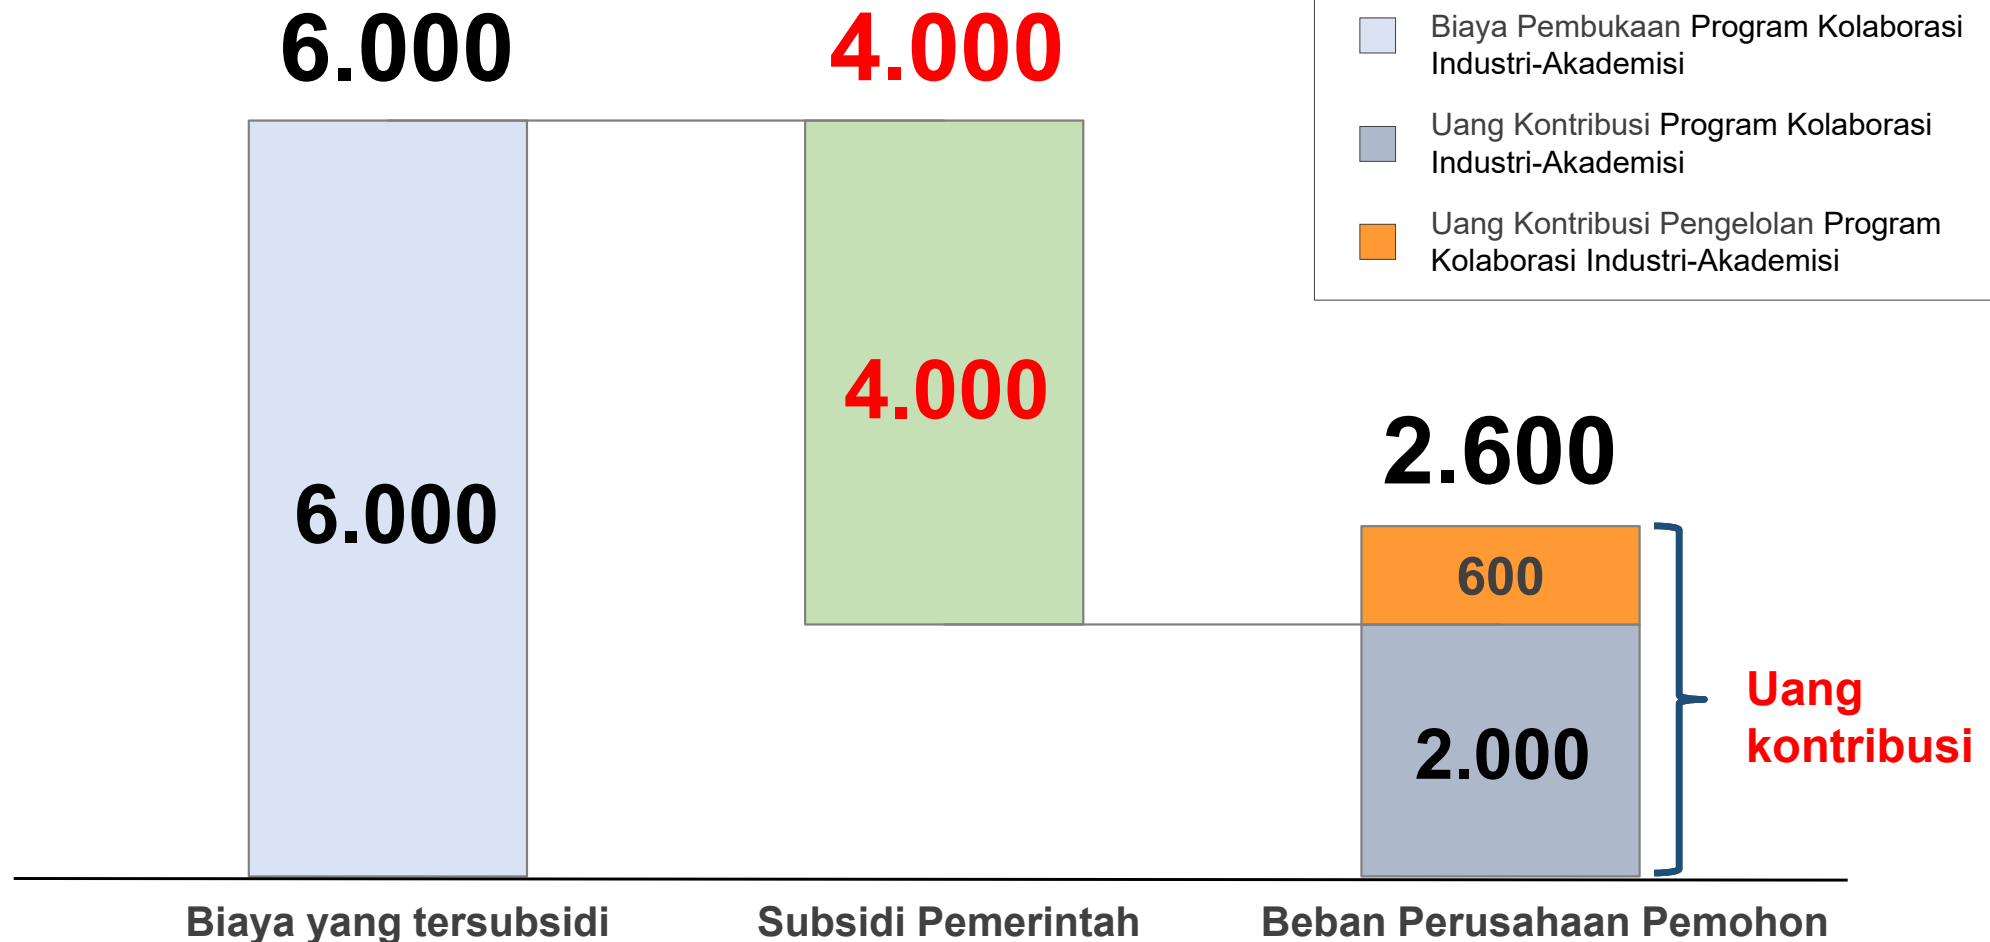 6.000
4.000
Biaya Pembukaan Program Kolaborasi
Industri-Akademisi
Uang Kontribusi Program Kolaborasi
Industri-Akademisi
Uang Kontribusi Pengelolan Program
Kolaborasi Industri-Akademisi
4.000
6.000
2.600
600
2.000
Uang
kontribusi
Biaya yang tersubsidi
Subsidi Pemerintah
Beban Perusahaan Pemohon